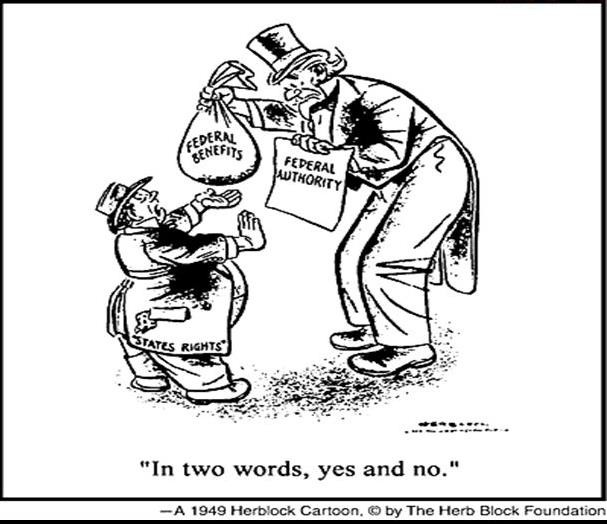 FEDERAL
BENEFITS
FEDERAL
AUTHORITY
"STATES RIGHTS"
"In two words, yes and no."
—A 1949 Herblock Cartoon, © by The Herb Block Foundation